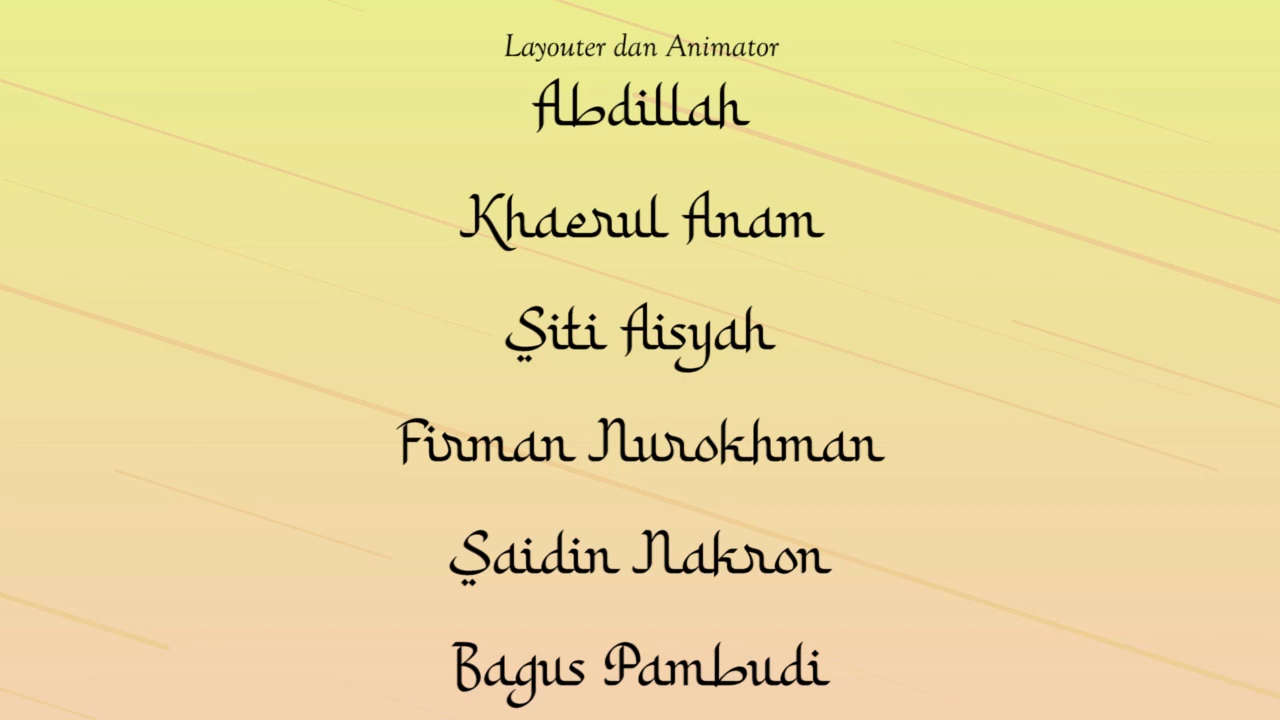 Layouter dan Animator
Abdillah
Khaerul Anam
Siti Aisyah
Firman Nurokhman
Saidin Nakron
Bagus Pambudi